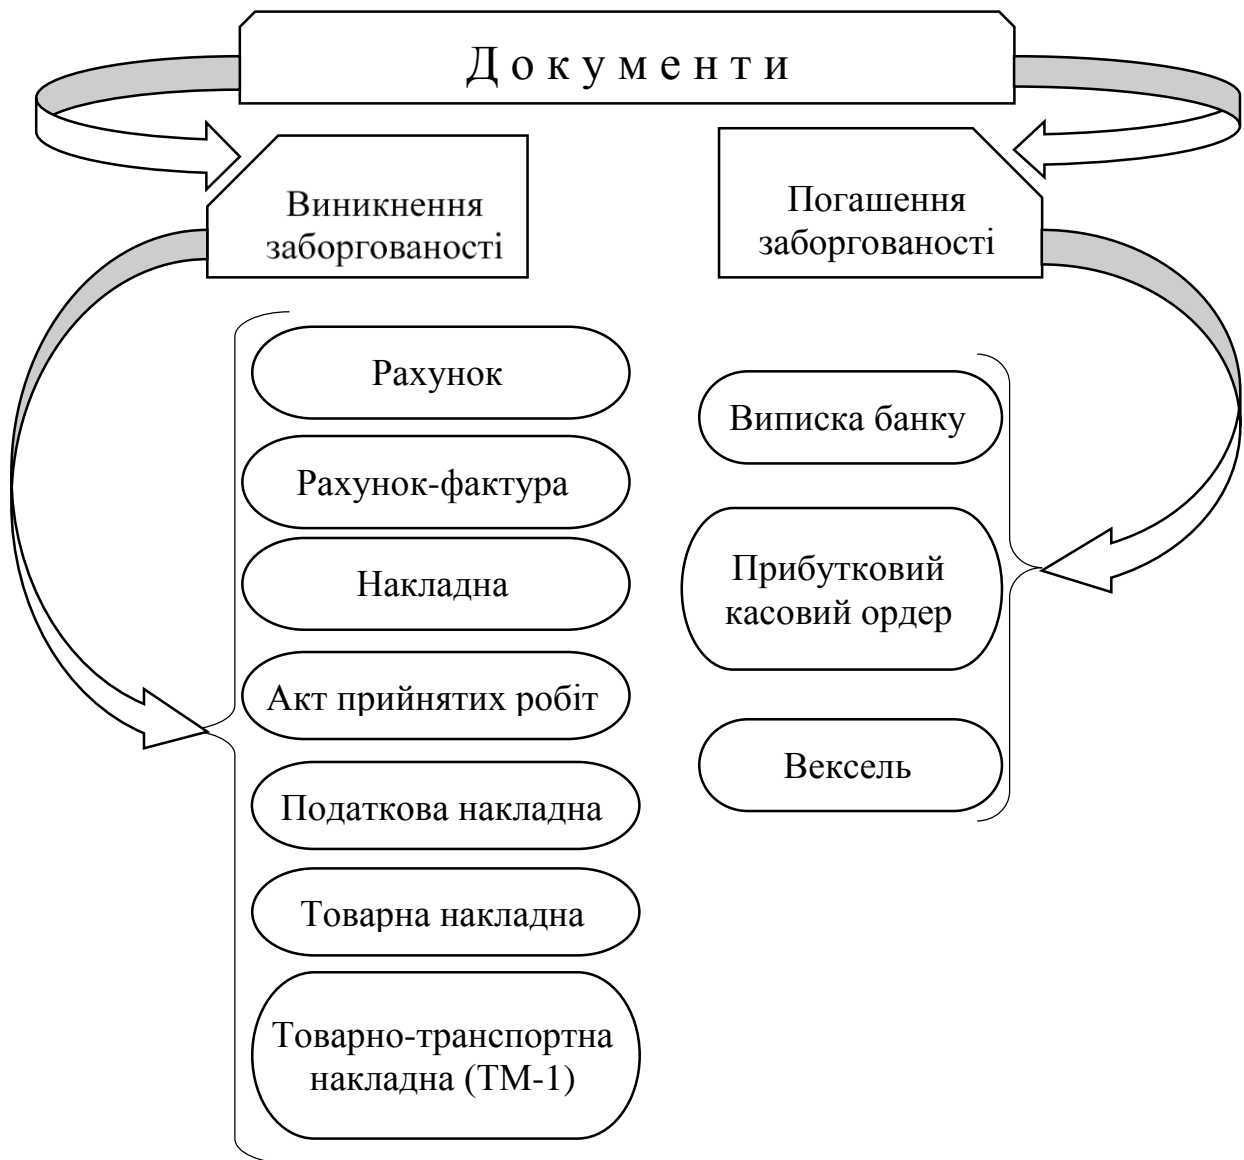 Документи
Виникнення
заборгованості
Погашення
заборгованості
Рахунок
Рахунок-фактура
Накладна
Акт прийнятих робіт
Податкова накладна
Товарна накладна
Товарно-транспортна
накладна (ТМ-1)
Виписка банку
Прибутковий
касовий ордер
Вексель